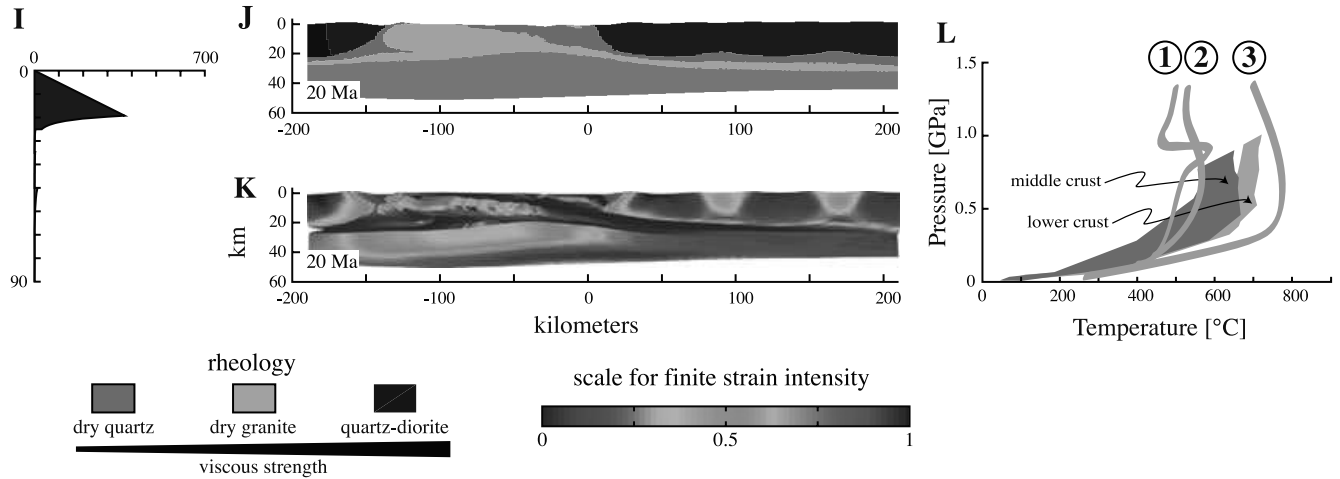 I
0
700
0
90
J
0
20
40
60
20 Ma
-200
-100
0
100
200
K
0
20
40
60
km
20 Ma
-200
-100
0
100
200
kilometers
L
1 2 3
1.5
1.0
0.5
0
Pressure [GPa]
middle crust
lower crust
0 200 400 600 800
Temperature [°C]
rheology
dry quartz
dry granite
quartz-diorite
viscous strength
scale for finite strain intensity
0 0.5 1